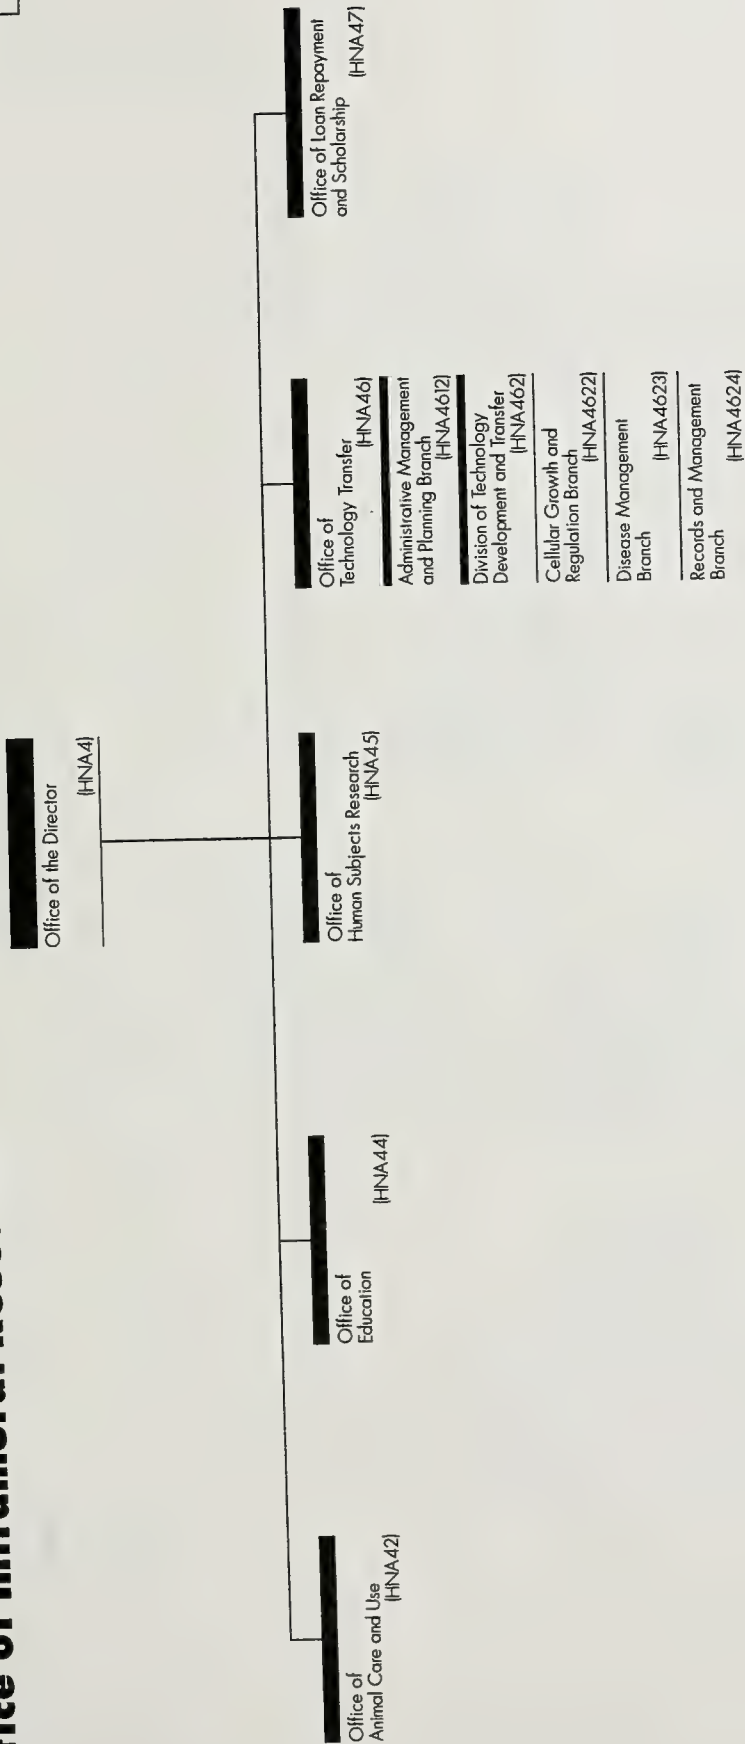 fice of Intramural
Office of the Director
(HNA4)
Office of
Animal Care and Use
(HNA42)
Office of
Education
(HNA44)
Office of
Human Subjects Research
(HNA45)
Office of
Technology Transfer
(HNA46)
Administrative Management
and Planning Branch
(HNA4612)
Division of Technology
Development and Transfer
(HNA462)
Cellular Growth and
Regulation Branch
(HNA4622)
Disease Management
Branch
(HNA4623)
Records and Management
Branch
(HNA4624)
Office of Loan Repayment
and Scholarship
(HNA47)